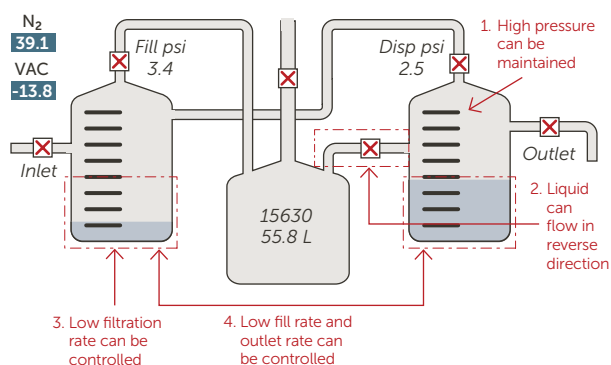 N₂
39.1
VAC
-13.8
Fill psi
3.4
Disp psi
2.5
1. High pressure
can be
maintained
Inlet
Outlet
15630
55.8 L
2. Liquid
can
flow in
reverse
direction
3. Low filtration
rate can be
controlled
4. Low fill rate and
outlet rate can
be controlled